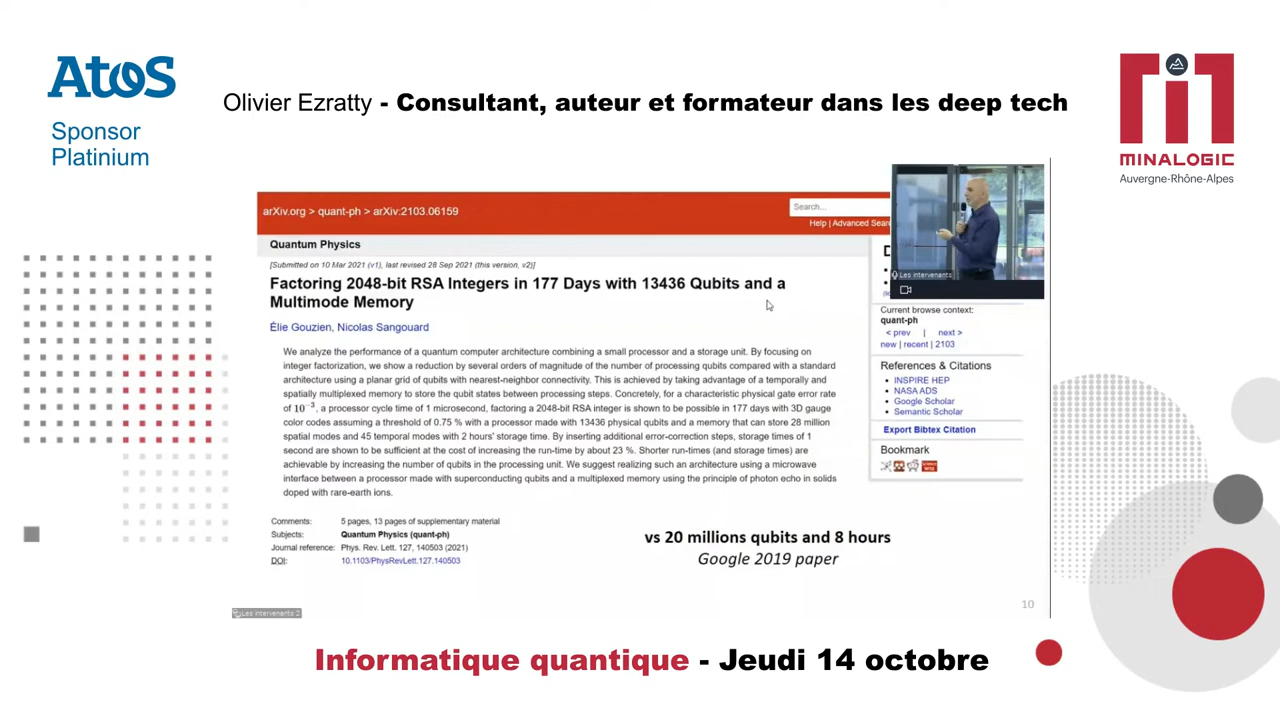 Atos
Sponsor
Platinium
Olivier Ezratty - Consultant, auteur et formateur dans les deep tech
MINALOGIC
Auvergne-Rhône-Alpes
arXiv.org > quant-ph > arXiv:2103.06159
Search...
Help | Advanced Sear
Quantum Physics
[Submitted on 10 Mar 2021 (v1), last revised 28 Sep 2021 (this version, v2)]
Factoring 2048-bit RSA Integers in 177 Days with 13436 Qubits and a
Multimode Memory
Élie Gouzien, Nicolas Sangouard
We analyze the performance of a quantum computer architecture combining a small processor and a storage unit. By focusing on
integer factorization, we show a reduction by several orders of magnitude of the number of processing qubits compared with a standard
architecture using a planar grid of qubits with nearest-neighbor connectivity. This is achieved by taking advantage of a temporally and
spatially multiplexed memory to store the qubit states between processing steps. Concretely, for a characteristic physical gate error rate
of 10⁻³, a processor cycle time of 1 microsecond, factoring a 2048-bit RSA integer is shown to be possible in 177 days with 3D gauge
color codes assuming a threshold of 0.75 % with a processor made with 13436 physical qubits and a memory that can store 28 million
spatial modes and 45 temporal modes with 2 hours' storage time. By inserting additional error-correction steps, storage times of 1
second are shown to be sufficient at the cost of increasing the run-time by about 23 %. Shorter run-times (and storage times) are
achievable by increasing the number of qubits in the processing unit. We suggest realizing such an architecture using a microwave
interface between a processor made with superconducting qubits and a multiplexed memory using the principle of photon echo in solids
doped with rare-earth ions.
Comments: 5 pages, 13 pages of supplementary material
Subjects: Quantum Physics (quant-ph)
Journal reference: Phys. Rev. Lett. 127, 140503 (2021)
DOI: 10.1103/PhysRevLett.127.140503
Les intervenants
Current browse context:
quant-ph
< prev | next >
new | recent | 2103
References & Citations
INSPIRE HEP
NASA ADS
Google Scholar
Semantic Scholar
Export Bibtex Citation
Bookmark
vs 20 millions qubits and 8 hours
Google 2019 paper
10
Les intervenants 2
Informatique quantique - Jeudi 14 octobre